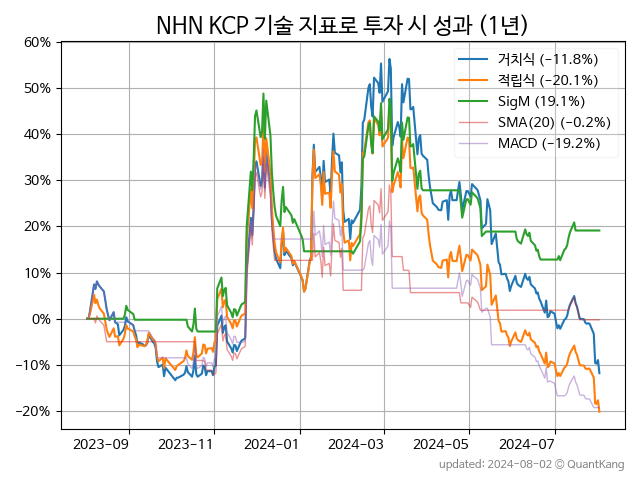 NHN KCP 기술 지표로 투자 시 성과 (1년)
60%
50%
40%
30%
20%
10%
0%
−10%
−20%
거치식 (−11.8%)
적립식 (−20.1%)
SigM (19.1%)
SMA(20) (−0.2%)
MACD (−19.2%)
2023-09
2023-11
2024-01
2024-03
2024-05
2024-07
updated: 2024-08-02 © QuantKang